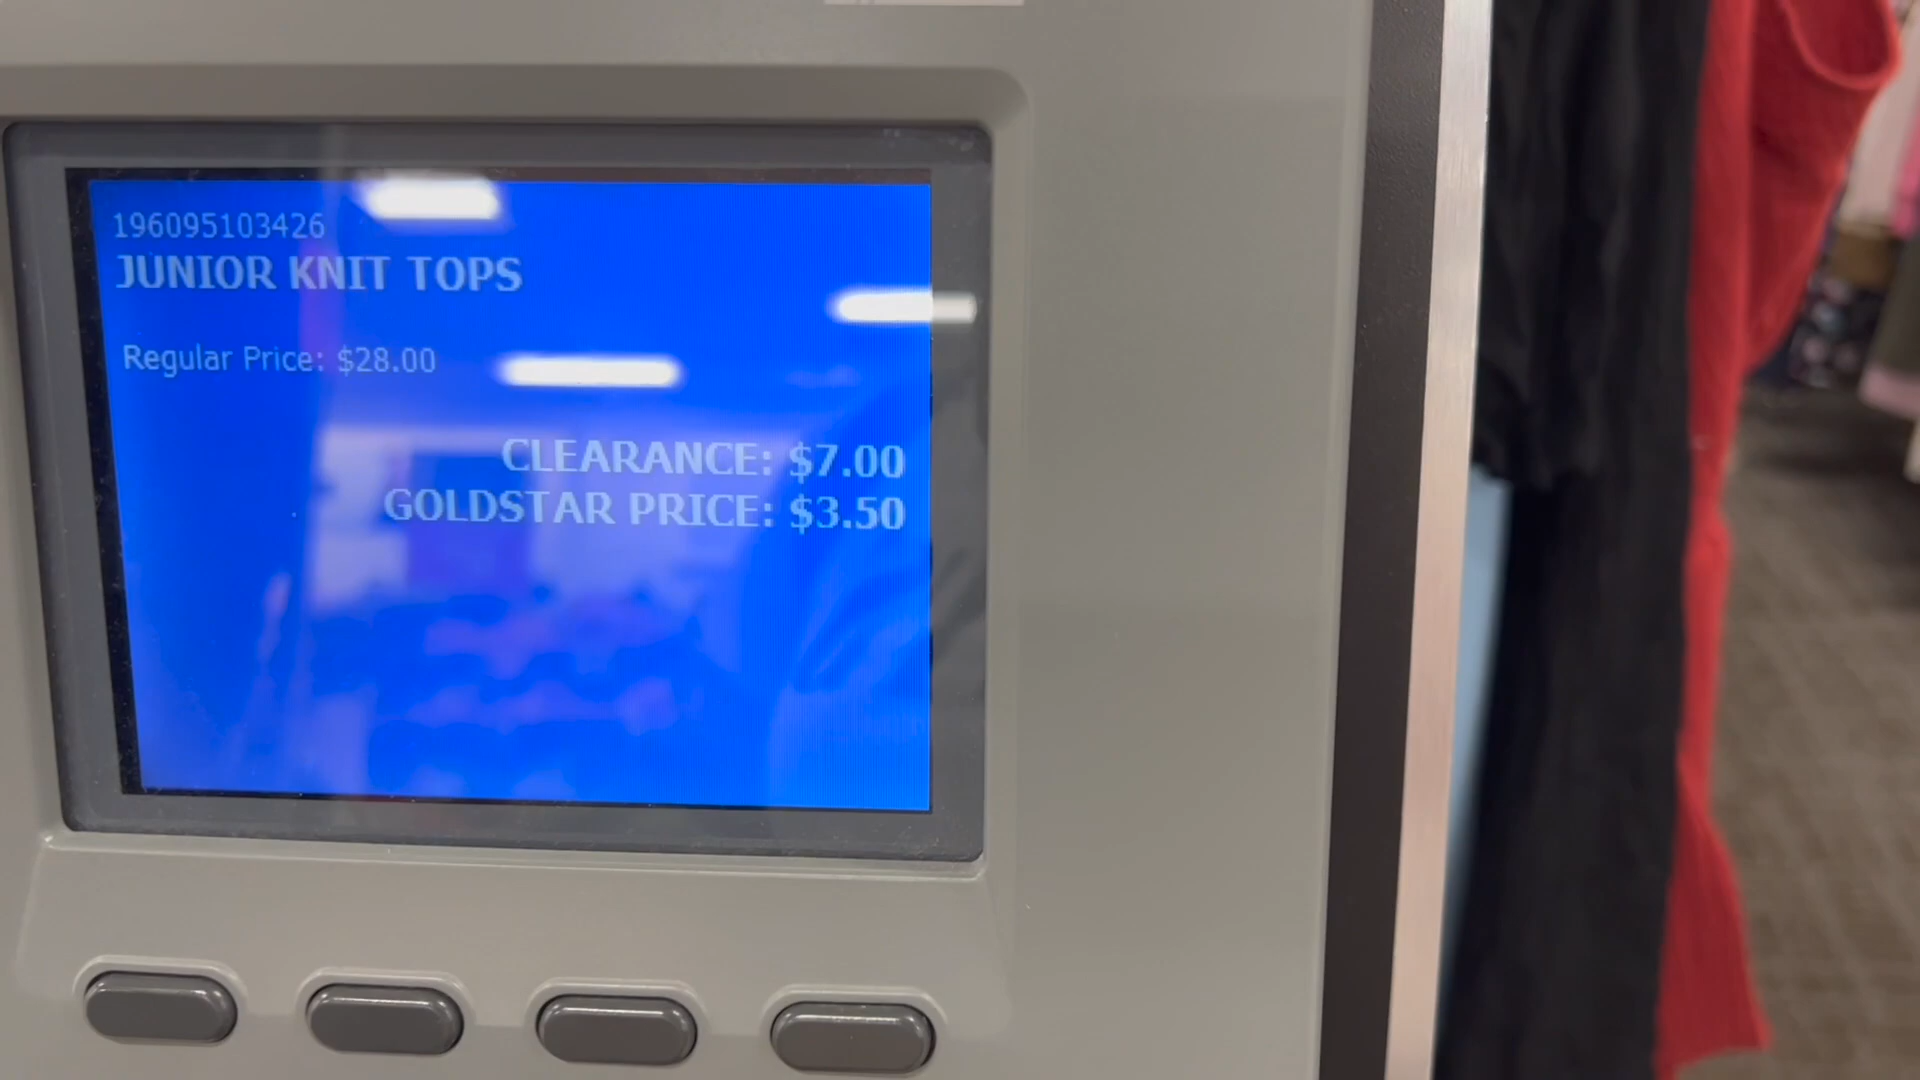 196095103426
JUNIOR KNIT TOPS
Regular Price: $28.00
CLEARANCE: $7.00
GOLDSTAR PRICE: $3.50